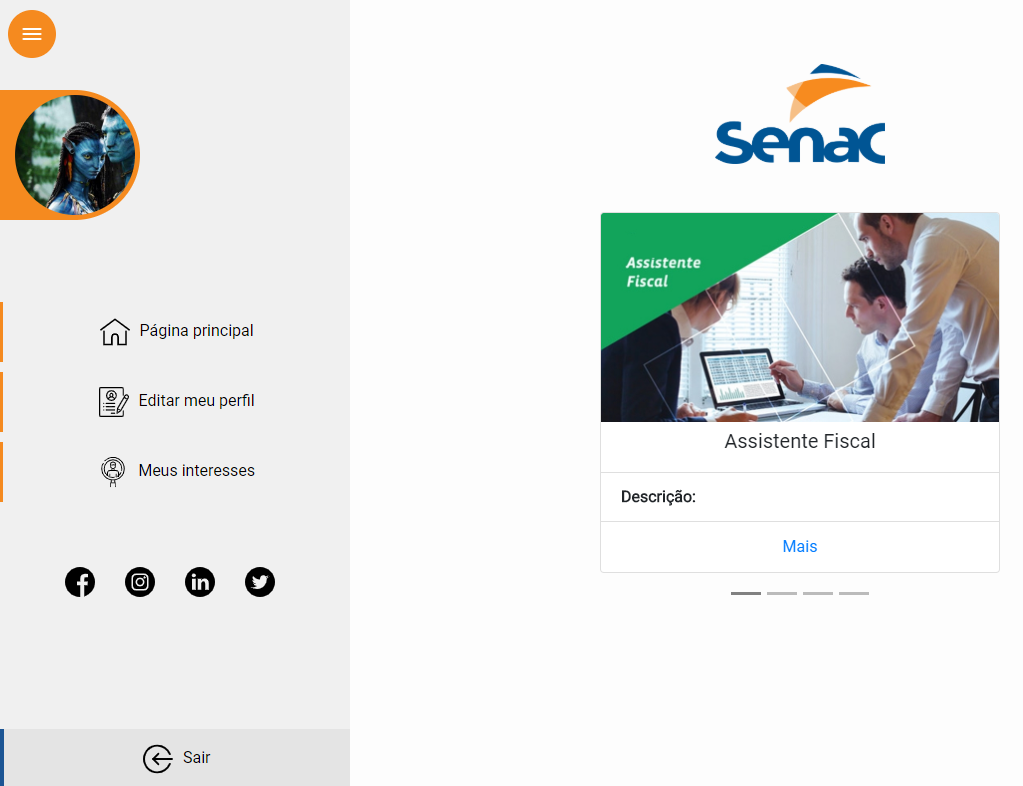 Senac
Assistente
Fiscal
Assistente Fiscal
Descrição:
Mais
Página principal
Editar meu perfil
Meus interesses
Sair